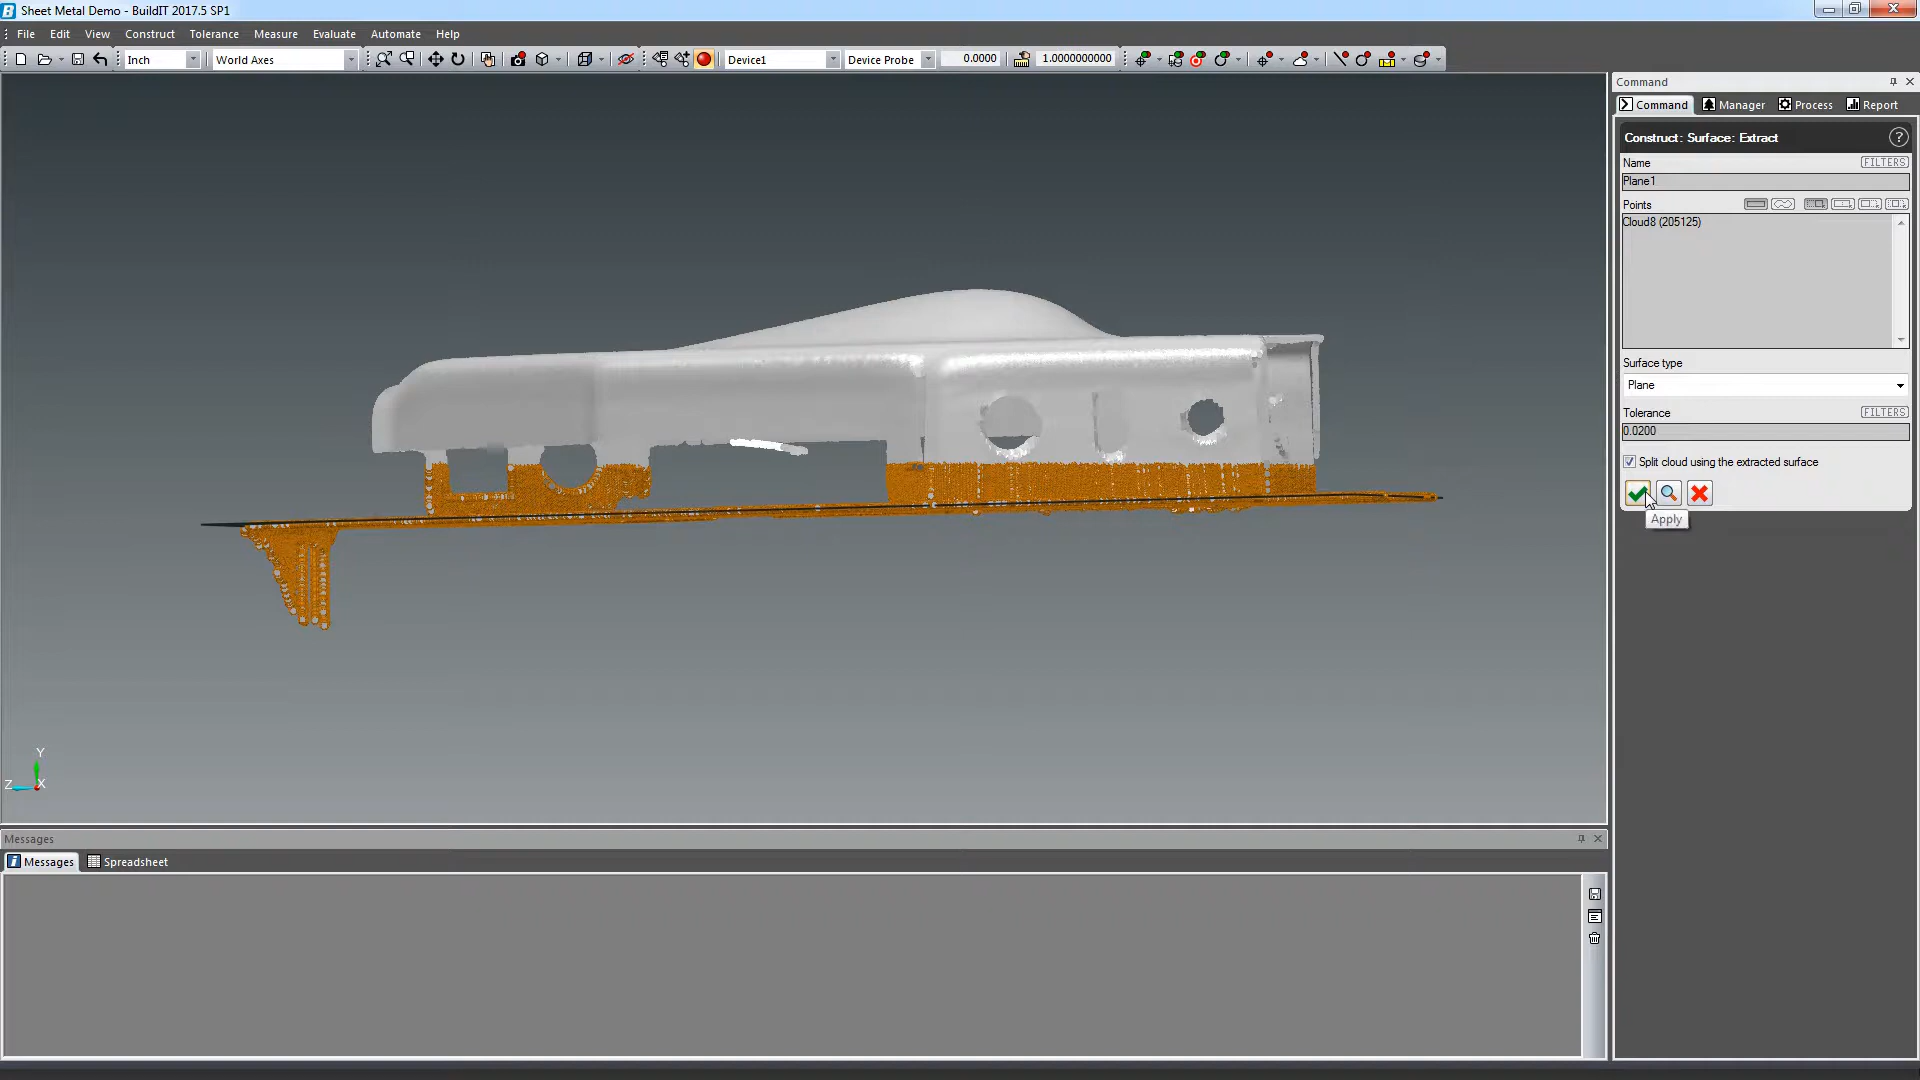 Sheet Metal Demo - BuildIT 2017.5 SP1
File Edit View Construct Tolerance Measure Evaluate Automate Help
Inch World Axes Device1 Device Probe 0.0000 1.0000000000
Command
Command Manager Process Report
Construct: Surface: Extract ?
Name FILTERS
Plane1
Points
Cloud8 (205125)
Surface type
Plane
Tolerance FILTERS
0.0200
Split cloud using the extracted surface
Apply
Y
Z X
Messages
Messages Spreadsheet